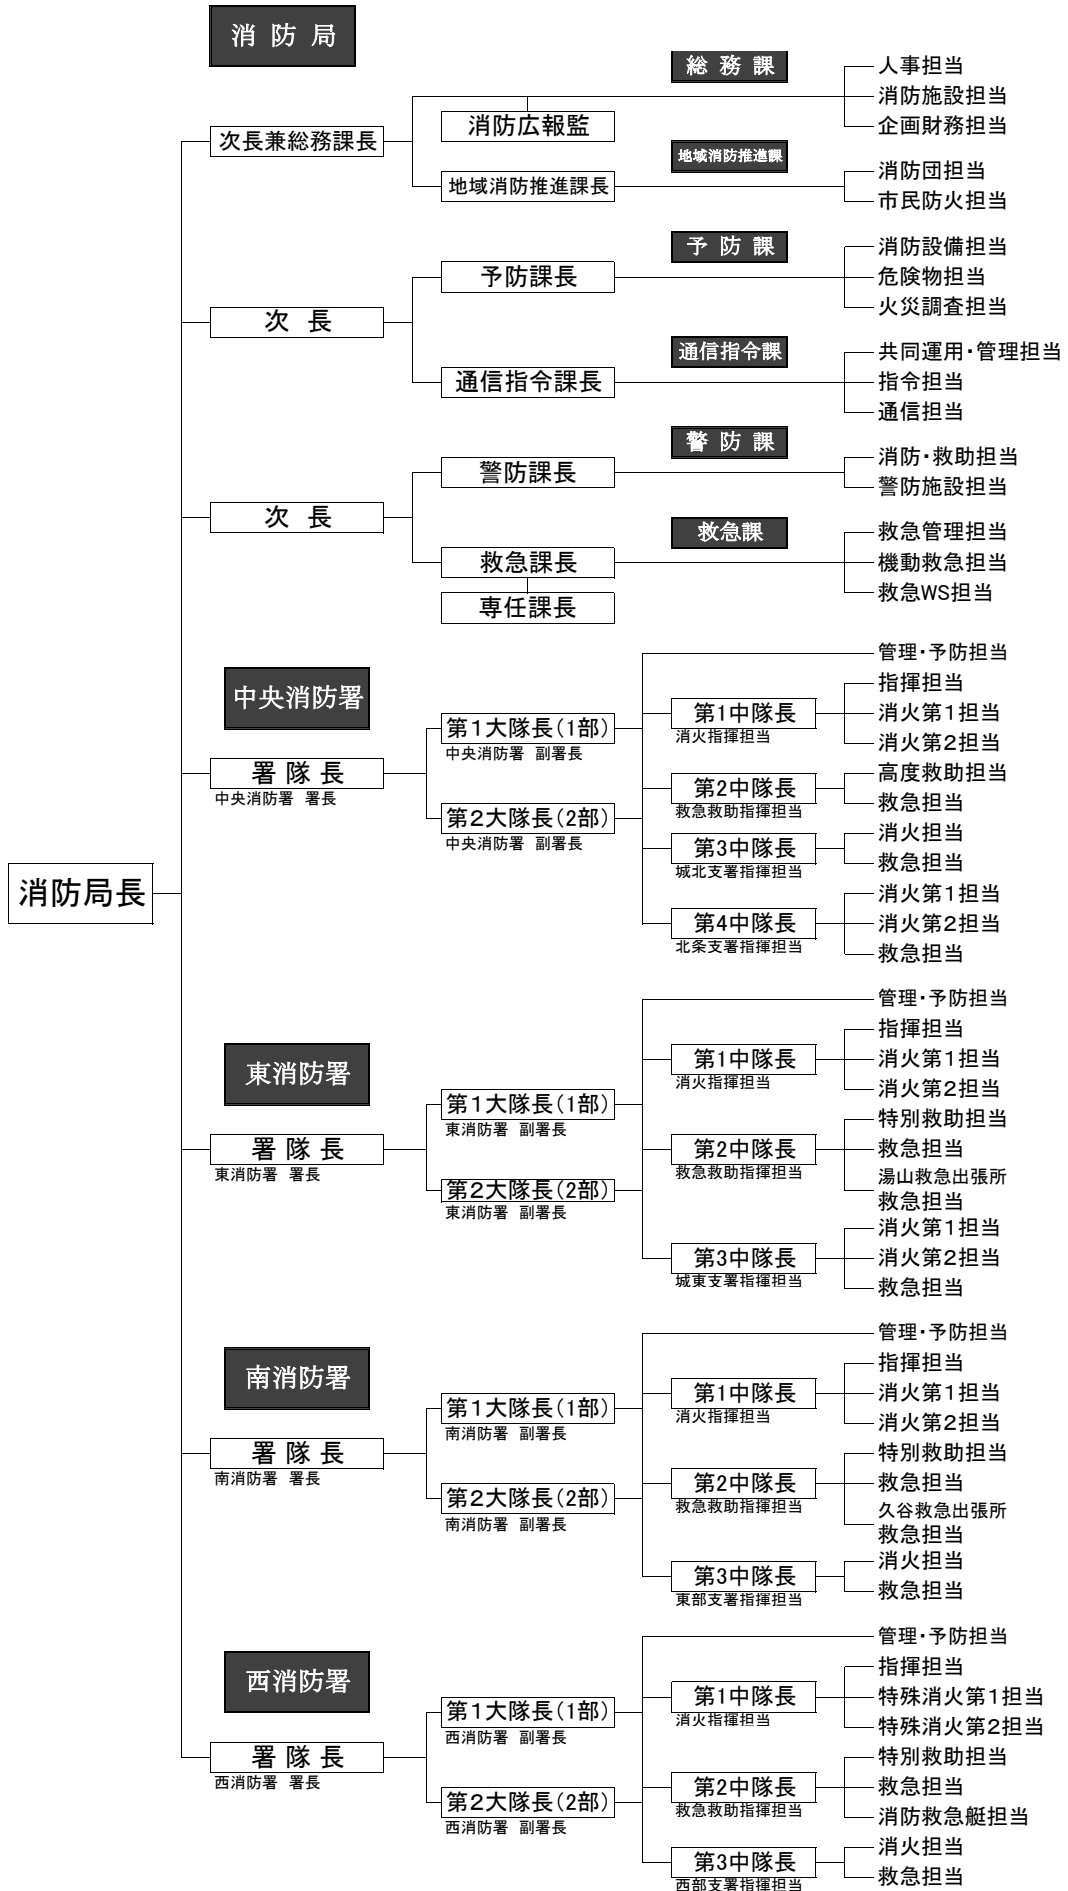 消防局
総務課
人事担当
消防施設担当
企画財務担当
次長兼総務課長
消防広報監
地域消防推進課
地域消防推進課長
消防団担当
市民防火担当
予防課
予防課長
消防設備担当
危険物担当
火災調査担当
次長
通信指令課
通信指令課長
共同運用・管理担当
指令担当
通信担当
警防課
警防課長
消防・救助担当
警防施設担当
次長
救急課
救急課長
専任課長
救急管理担当
機動救急担当
救急WS担当
消防局長
中央消防署
署隊長
中央消防署 署長
第1大隊長(1部)
中央消防署 副署長
第2大隊長(2部)
中央消防署 副署長
管理・予防担当
第1中隊長
消火指揮担当
指揮担当
消火第1担当
消火第2担当
第2中隊長
救急救助指揮担当
高度救助担当
救急担当
第3中隊長
城北支署指揮担当
消火担当
救急担当
第4中隊長
北条支署指揮担当
消火第1担当
消火第2担当
救急担当
東消防署
署隊長
東消防署 署長
第1大隊長(1部)
東消防署 副署長
第2大隊長(2部)
東消防署 副署長
管理・予防担当
第1中隊長
消火指揮担当
指揮担当
消火第1担当
消火第2担当
第2中隊長
救急救助指揮担当
特別救助担当
救急担当
湯山救急出張所
救急担当
第3中隊長
城東支署指揮担当
消火第1担当
消火第2担当
救急担当
南消防署
署隊長
南消防署 署長
第1大隊長(1部)
南消防署 副署長
第2大隊長(2部)
南消防署 副署長
管理・予防担当
第1中隊長
消火指揮担当
指揮担当
消火第1担当
消火第2担当
第2中隊長
救急救助指揮担当
特別救助担当
救急担当
久谷救急出張所
救急担当
第3中隊長
東部支署指揮担当
消火担当
救急担当
西消防署
署隊長
西消防署 署長
第1大隊長(1部)
西消防署 副署長
第2大隊長(2部)
西消防署 副署長
管理・予防担当
第1中隊長
消火指揮担当
指揮担当
特殊消火第1担当
特殊消火第2担当
第2中隊長
救急救助指揮担当
特別救助担当
救急担当
消防救急艇担当
第3中隊長
西部支署指揮担当
消火担当
救急担当